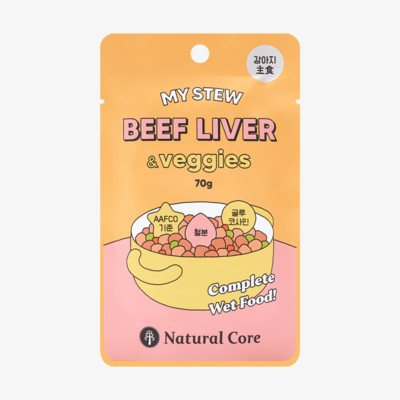 강아지
主食
MY STEW
BEEF LIVER
& veggies
70g
AAFCO
기준
철분
글루
코사민
Complete
Wet Food!
Natural Core